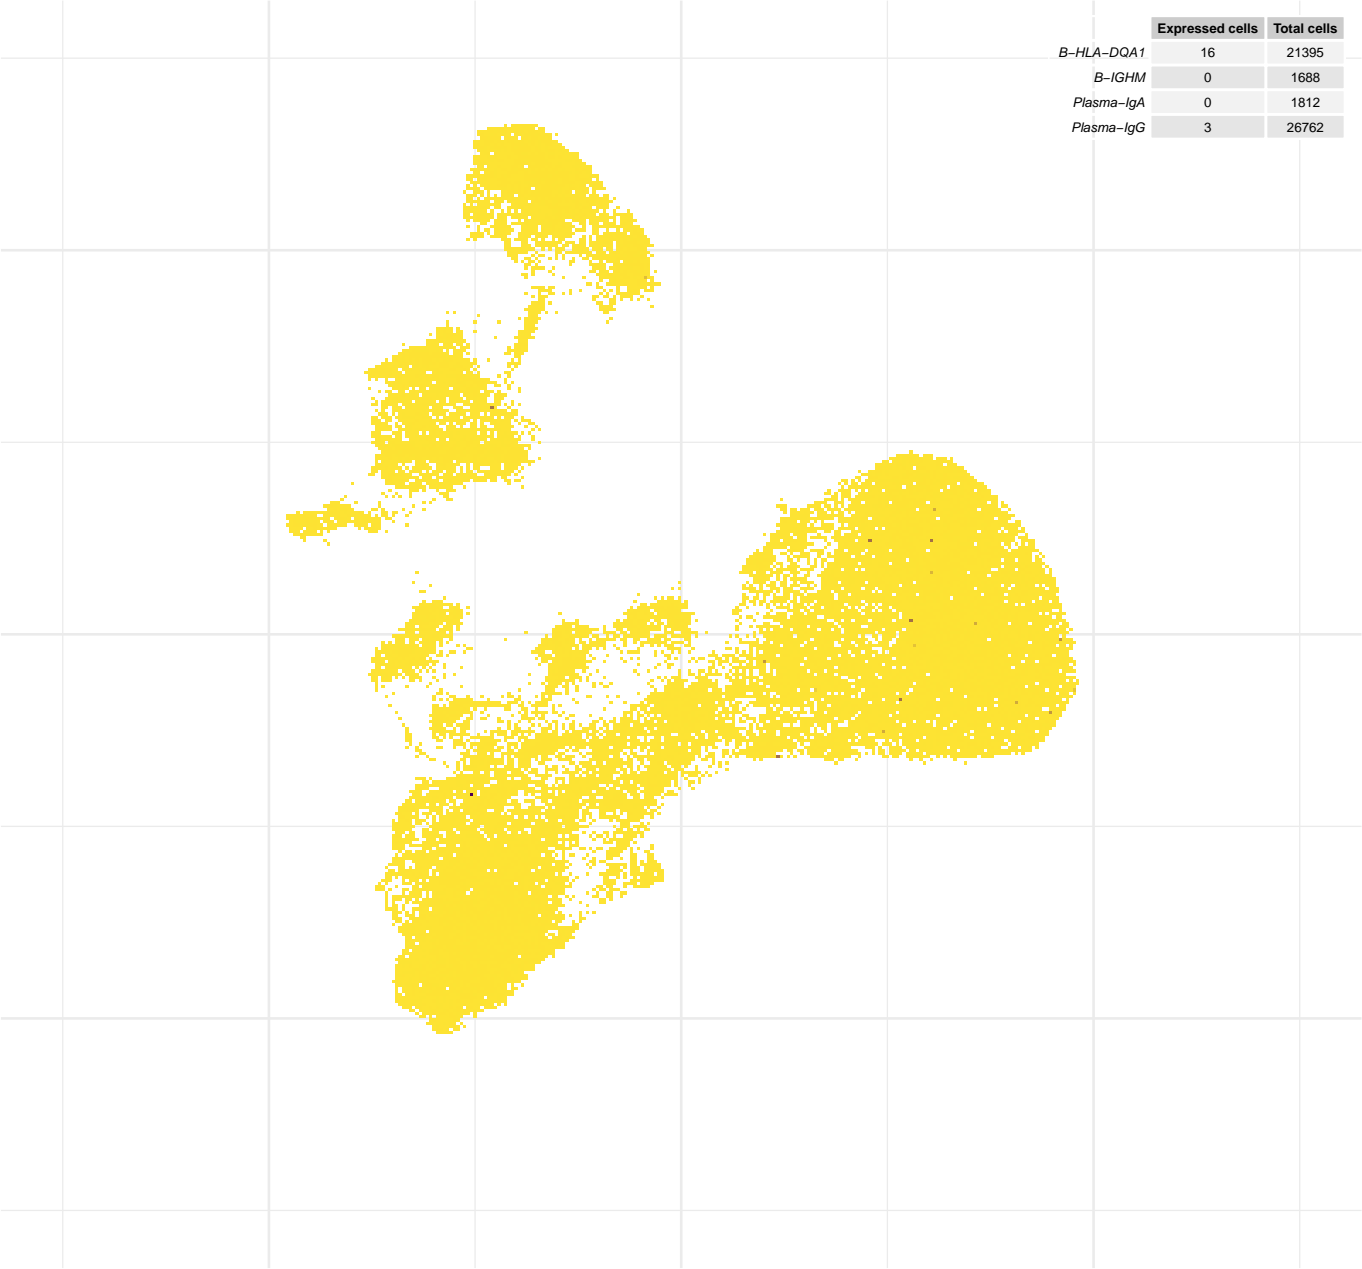 Expressed cells Total cells
B−HLA−DQA1 16 21395
B−IGHM 0 1688
Plasma−IgA 0 1812
Plasma−IgG 3 26762